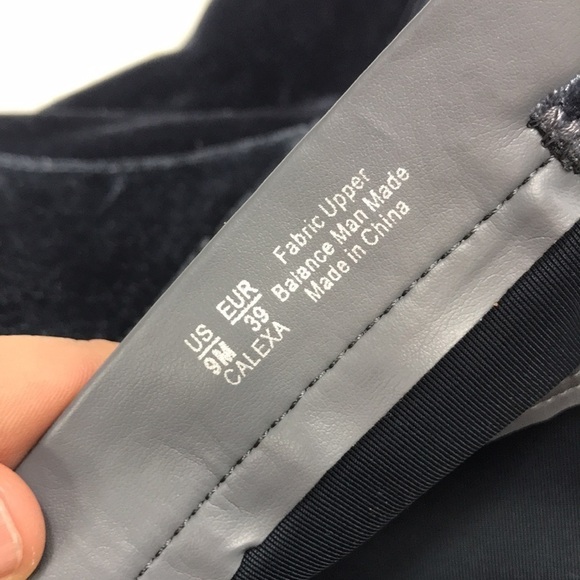 US EUR
9M 39
CALEXA
Fabric Upper
Balance Man Made
Made in China